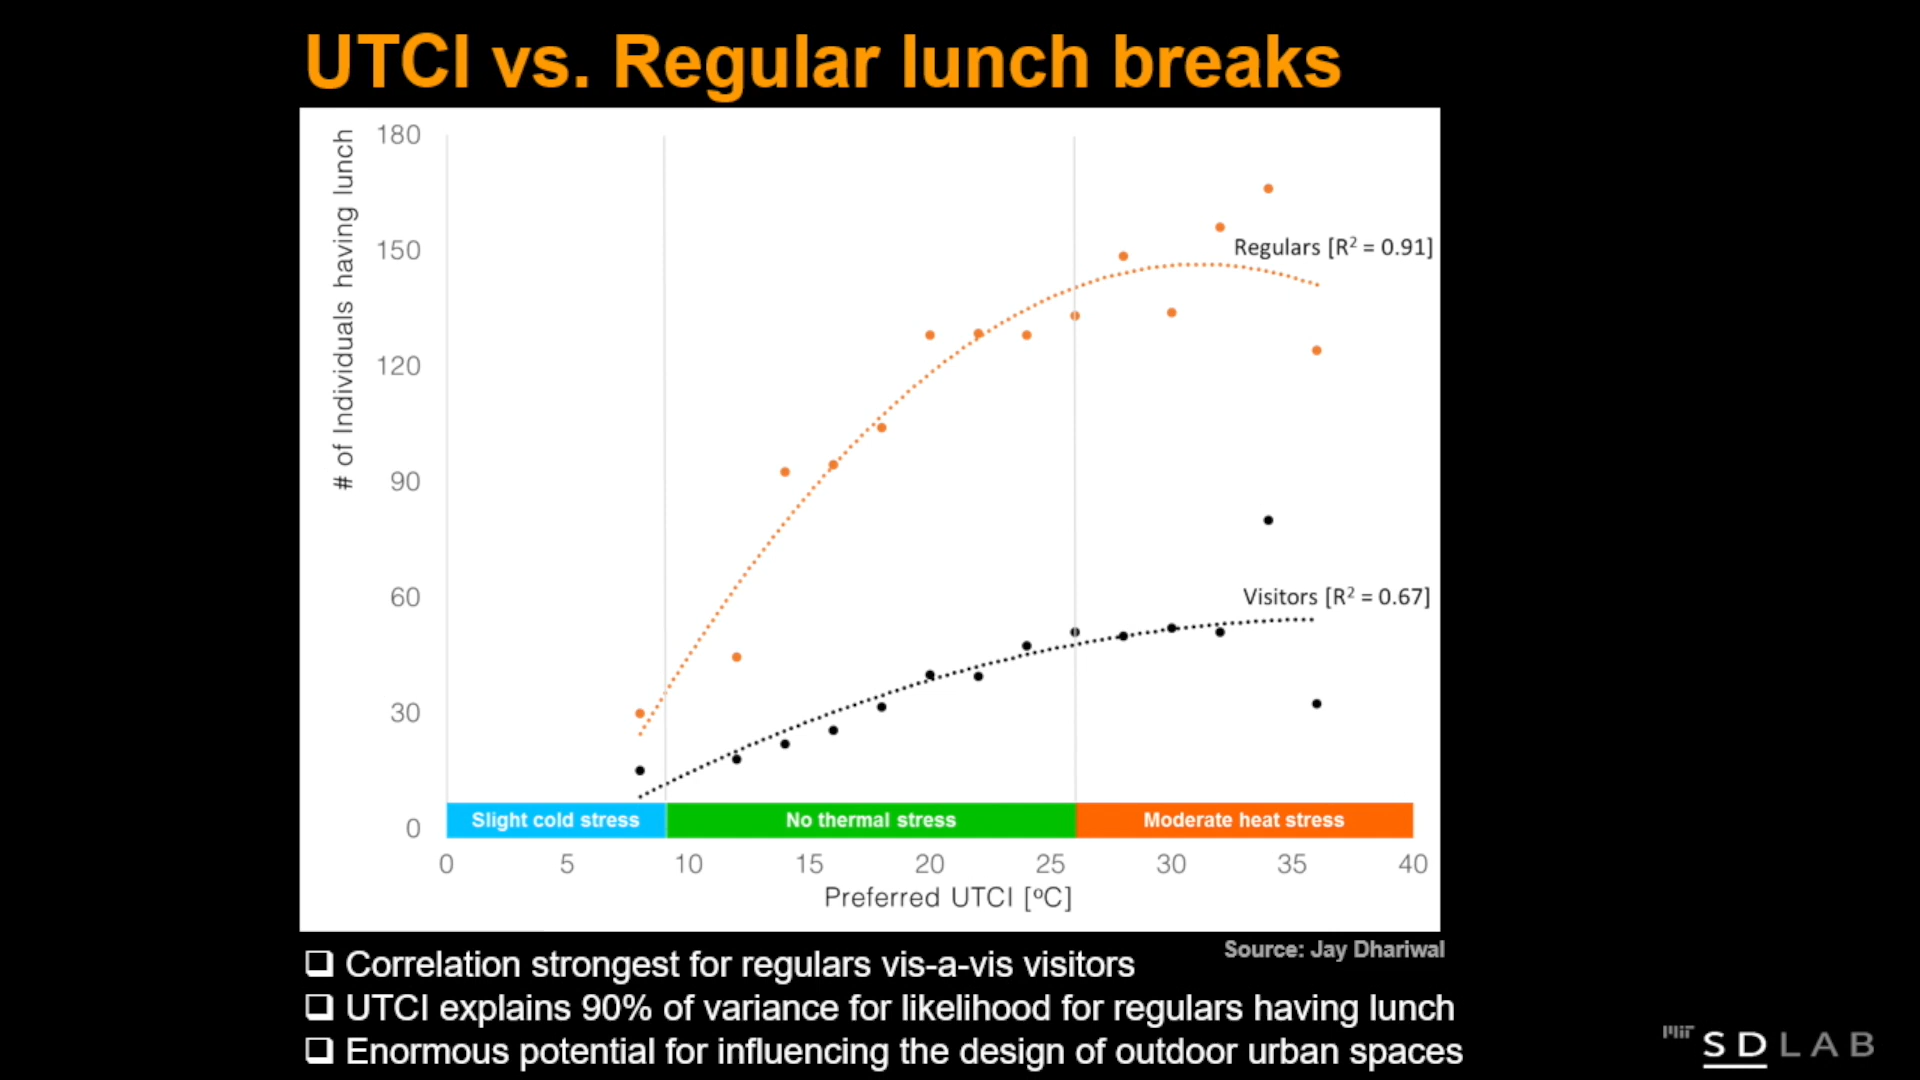 UTCI vs. Regular lunch breaks
# of Individuals having lunch
180
150
120
90
60
30
0
Regulars [R² = 0.91]
Visitors [R² = 0.67]
Slight cold stress
No thermal stress
Moderate heat stress
0 5 10 15 20 25 30 35 40
Preferred UTCI [ºC]
Source: Jay Dhariwal
Correlation strongest for regulars vis-a-vis visitors
UTCI explains 90% of variance for likelihood for regulars having lunch
Enormous potential for influencing the design of outdoor urban spaces
MIT SDLAB